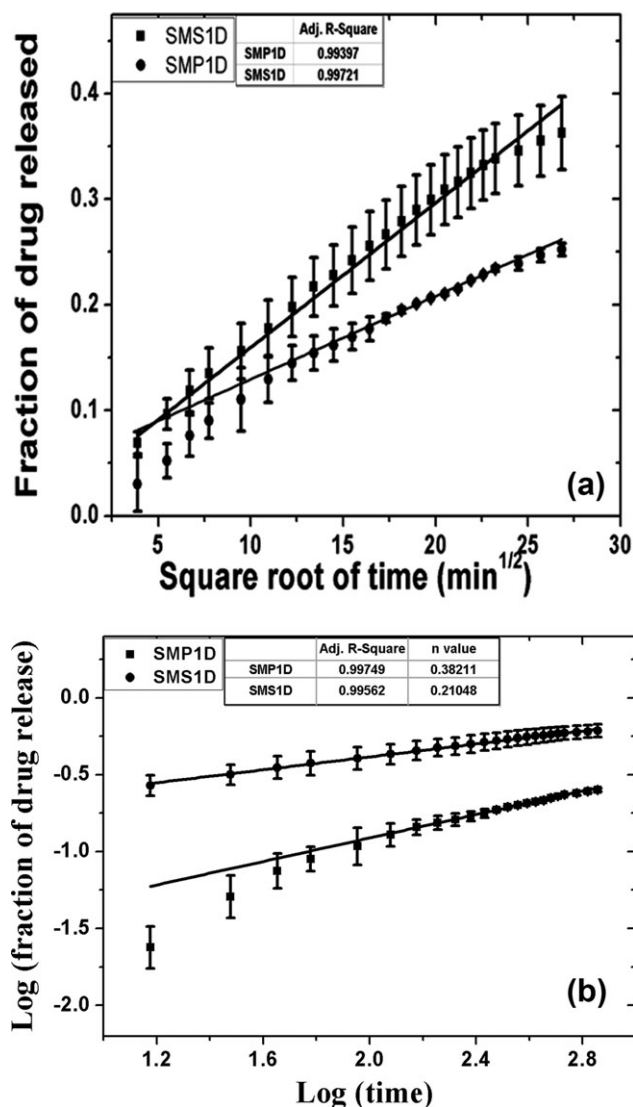 SMS1D
SMP1D
Adj. R-Square
SMP1D 0.99397
SMS1D 0.99721
Fraction of drug released
0.4
0.3
0.2
0.1
0.0
(a)
5 10 15 20 25 30
Square root of time (min^1/2)
SMP1D
SMS1D
Adj. R-Square n value
SMP1D 0.99749 0.38211
SMS1D 0.99562 0.21048
Log (fraction of drug release)
0.0
-0.5
-1.0
-1.5
-2.0
(b)
1.2 1.6 2.0 2.4 2.8
Log (time)